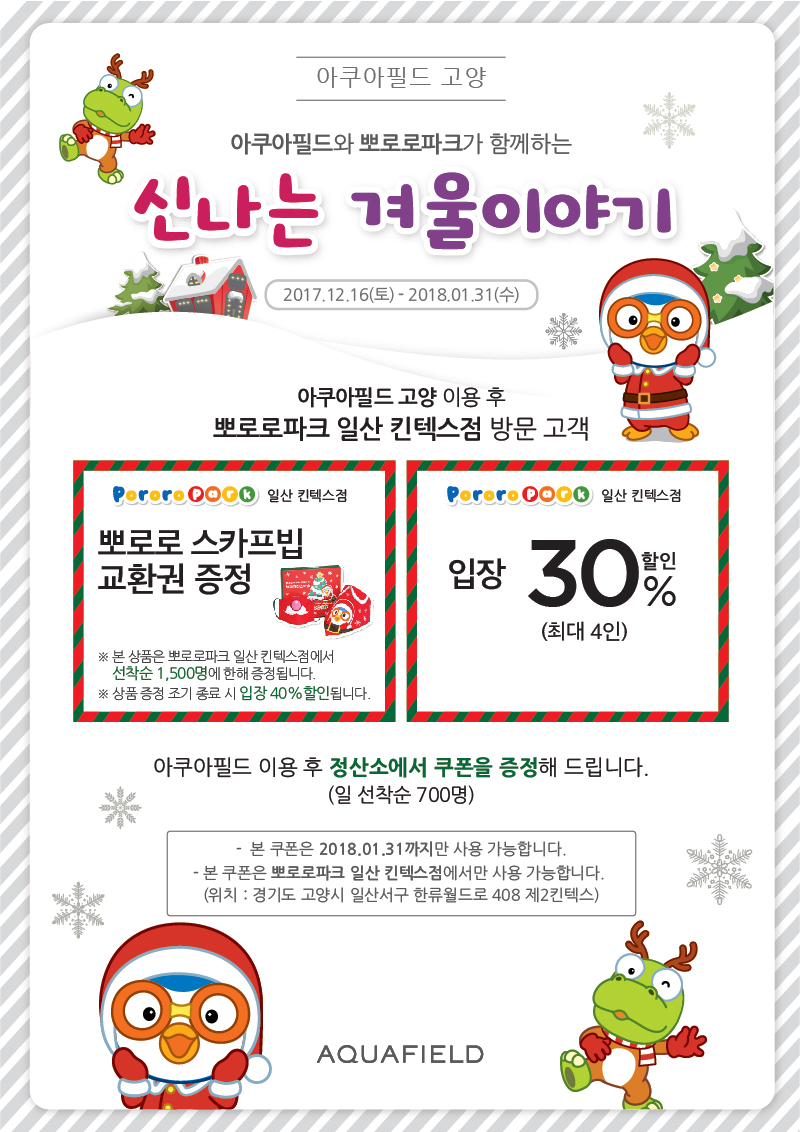 아쿠아필드 고양
아쿠아필드와 뽀로로파크가 함께하는
신나는 겨울이야기
2017.12.16(토) - 2018.01.31(수)
아쿠아필드 고양 이용 후
뽀로로파크 일산 킨텍스점 방문 고객
Pororo Park 일산 킨텍스점
뽀로로 스카프빕
교환권 증정
※ 본 상품은 뽀로로파크 일산 킨텍스점에서
선착순 1,500명에 한해 증정됩니다.
※ 상품 증정 조기 종료 시 입장 40%할인됩니다.
Pororo Park 일산 킨텍스점
입장 30% 할인
(최대 4인)
아쿠아필드 이용 후 정산소에서 쿠폰을 증정해 드립니다.
(일 선착순 700명)
- 본 쿠폰은 2018.01.31까지만 사용 가능합니다.
- 본 쿠폰은 뽀로로파크 일산 킨텍스점에서만 사용 가능합니다.
(위치 : 경기도 고양시 일산서구 한류월드로 408 제2킨텍스)
AQUAFIELD